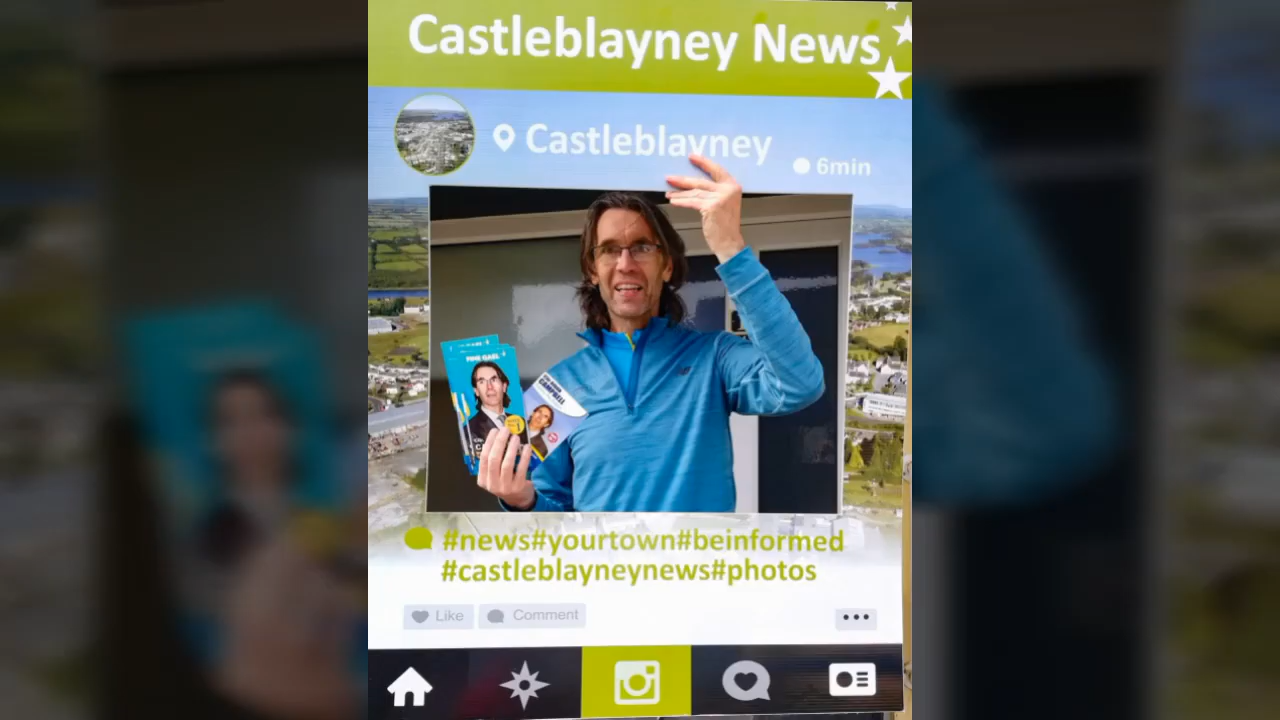 Castleblayney News
Castleblayney
6min
FINE GAEL
CAMPBELL
#news#yourtown#beinformed
#castleblayneynews#photos
Like
Comment